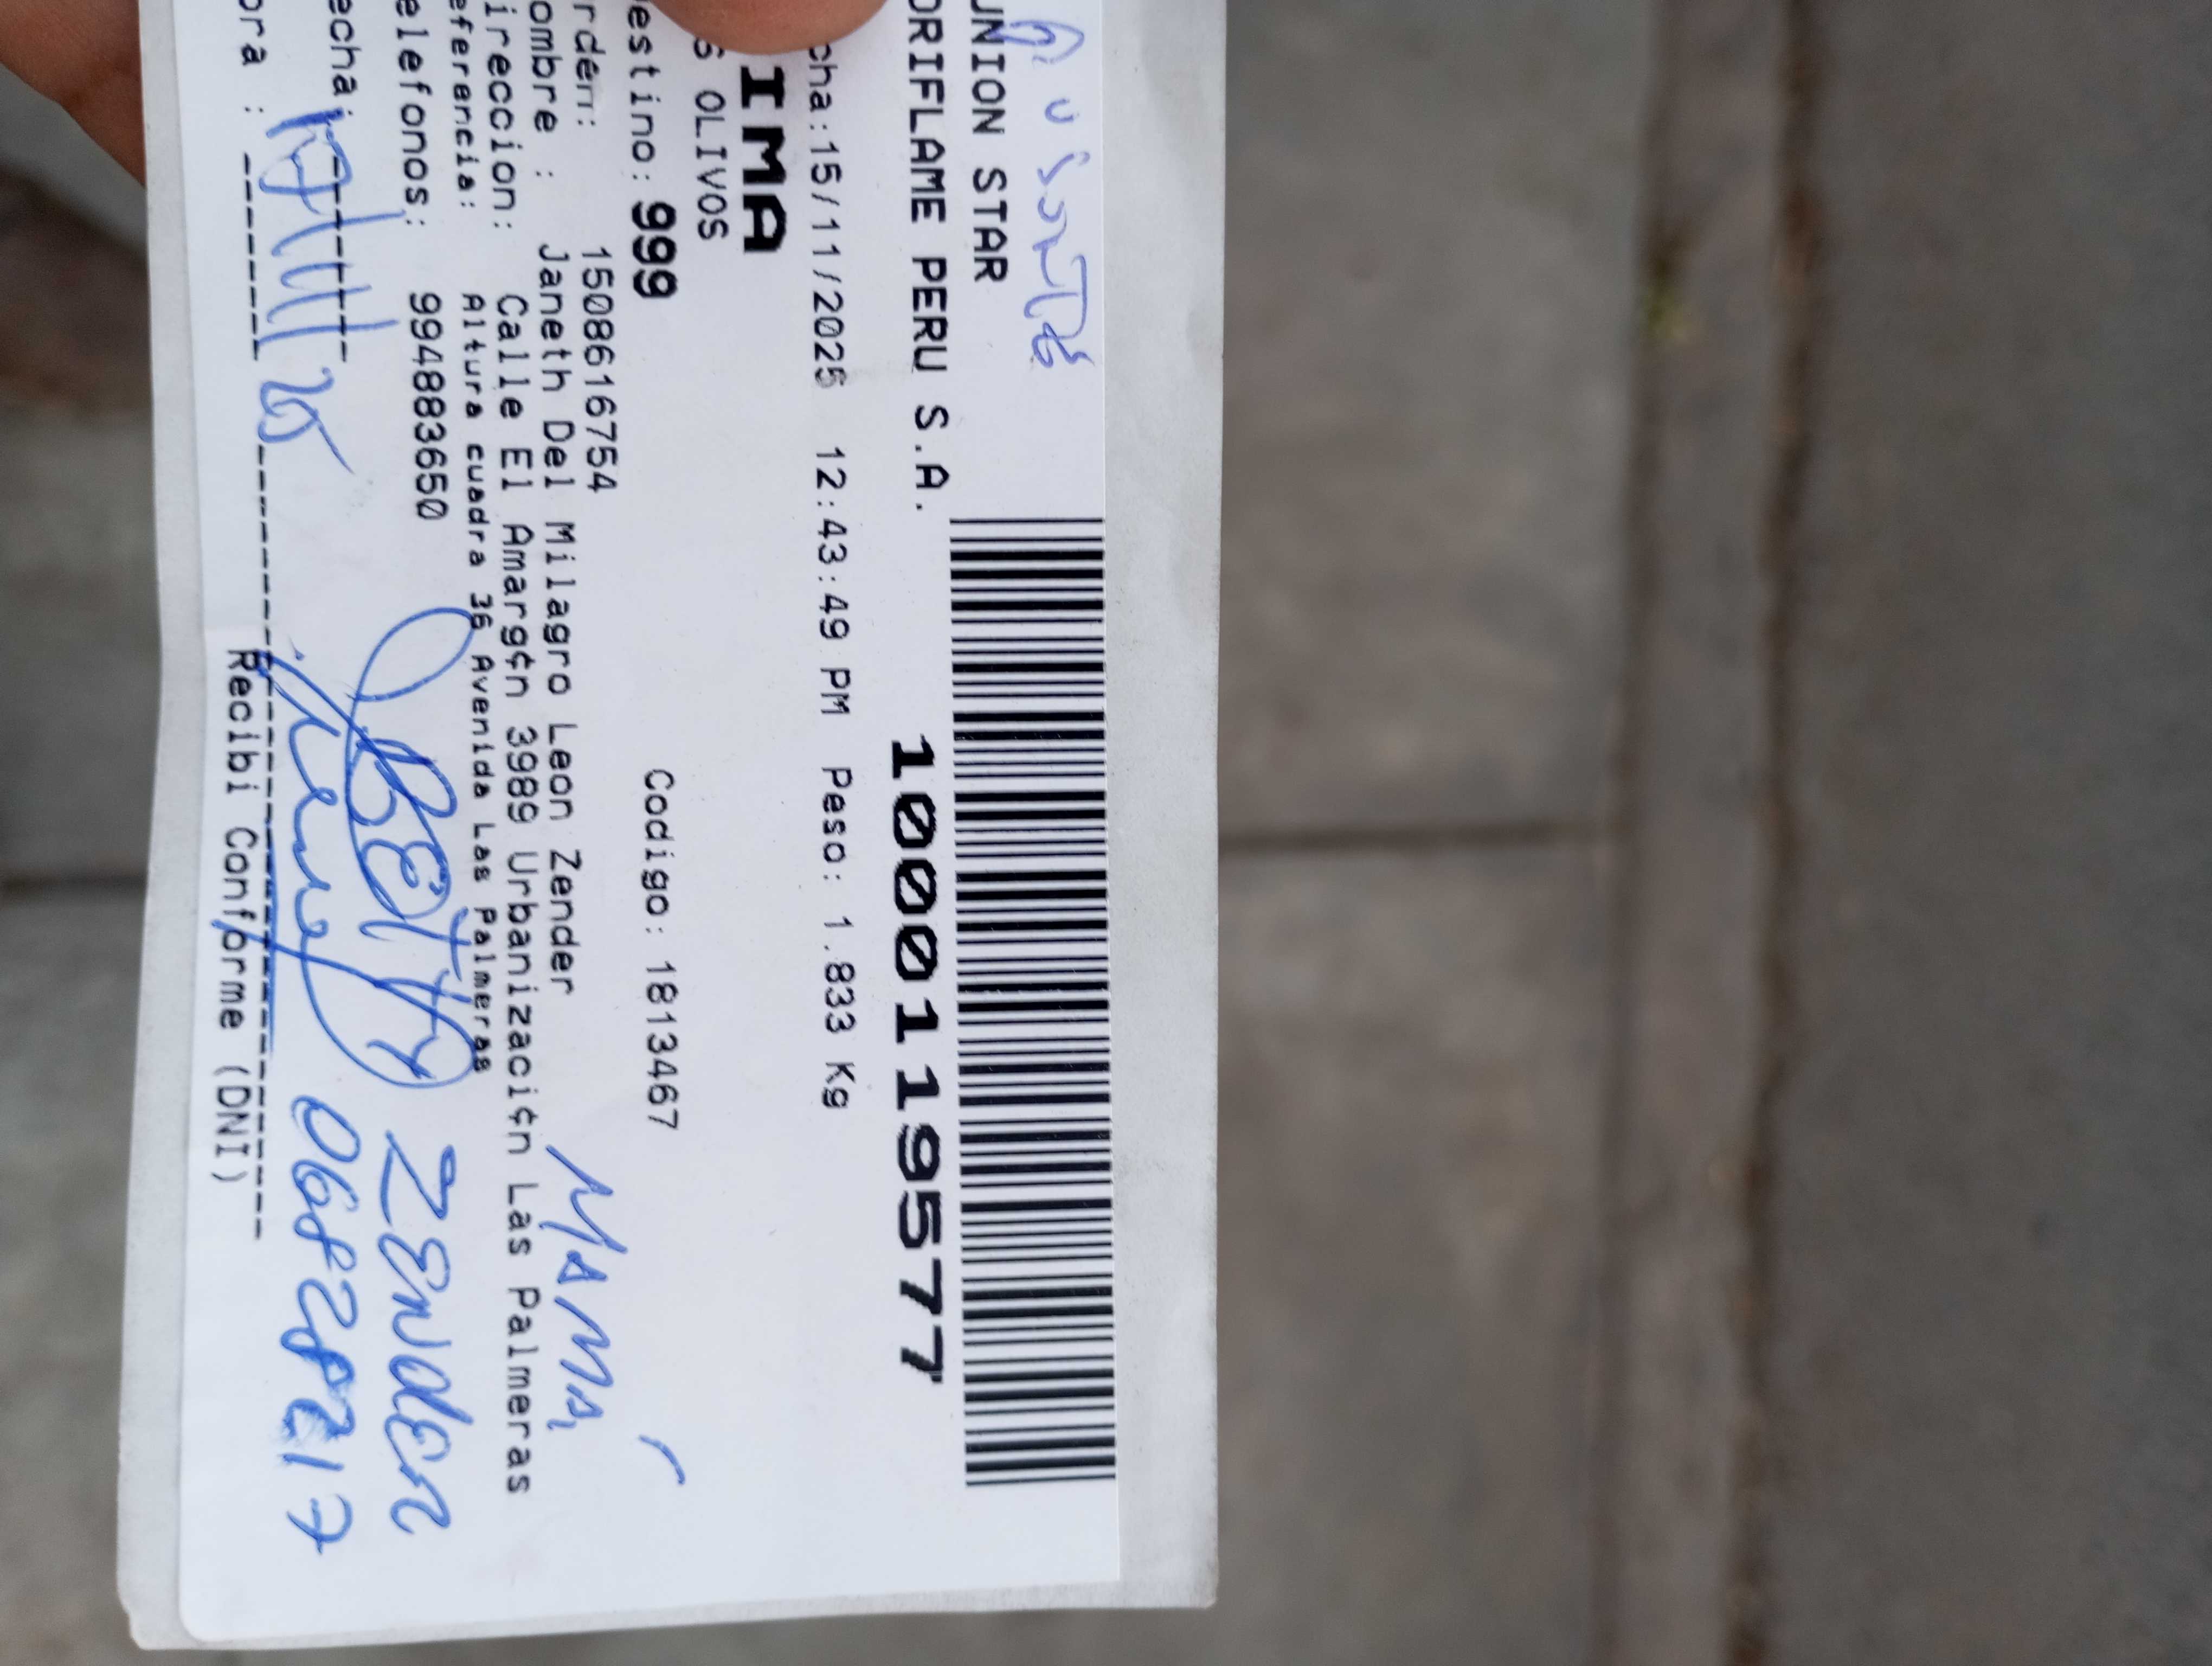 UNION STAR
ORIFLAME PERU S.A.
10001119577
cha:15/11/2025 12:43:49 PM Peso: 1.833 Kg
IMA
S OLIVOS
estino: 999 Codigo: 1813467
rden: 1508616754
ombre : Janeth Del Milagro Leon Zender
MAMA
ireccion: Calle El Amarg¢n 3989 Urbanizaci¢n Las Palmeras
eferencia: Altura cuadra 36 Avenida Las Palmeras
elefonos: 994883650
BETTY ZENDER
echa:
ora :
Recibi Conforme (DNI)